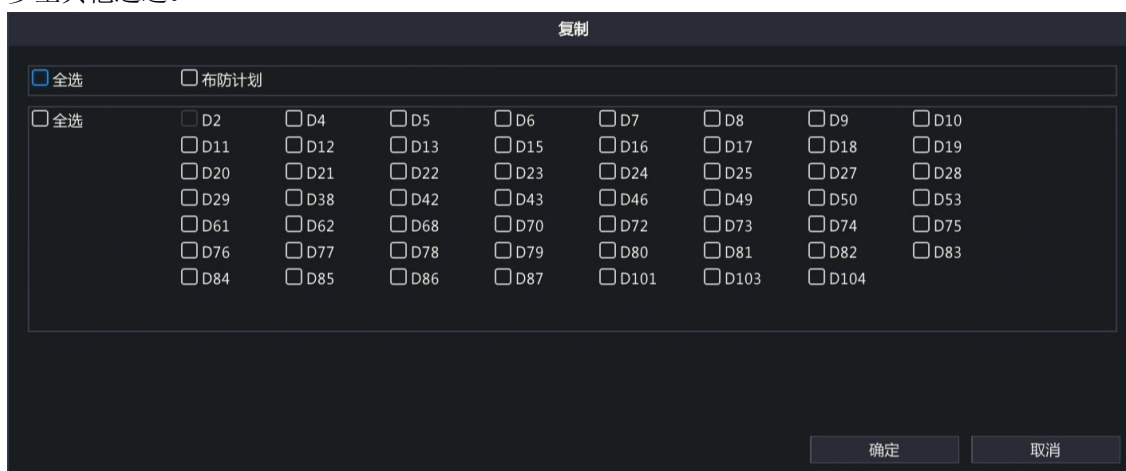 复制
全选 布防计划
全选 D2 D4 D5 D6 D7 D8 D9 D10
D11 D12 D13 D15 D16 D17 D18 D19
D20 D21 D22 D23 D24 D25 D27 D28
D29 D38 D42 D43 D46 D49 D50 D53
D61 D62 D68 D70 D72 D73 D74 D75
D76 D77 D78 D79 D80 D81 D82 D83
D84 D85 D86 D87 D101 D103 D104
确定 取消